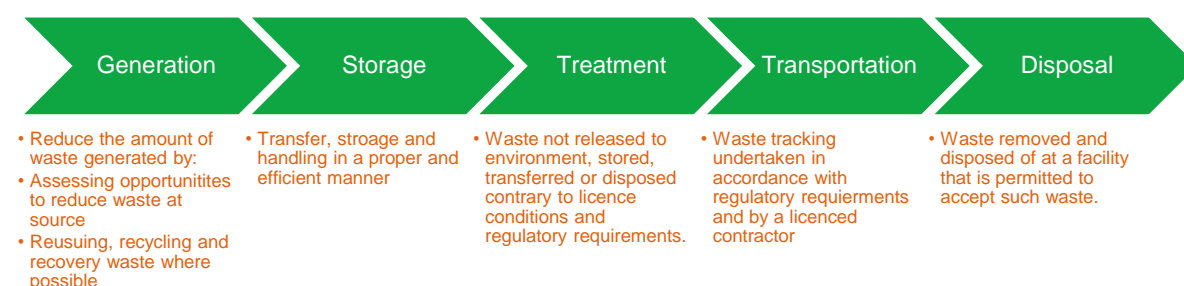 Generation
Storage
Treatment
Transportation
Disposal
• Reduce the amount of
waste generated by:
• Assessing opportunitites
to reduce waste at
source
• Reusuing, recycling and
recovery waste where
possible
• Transfer, stroage and
handling in a proper and
efficient manner
• Waste not released to
environment, stored,
transferred or disposed
contrary to licence
conditions and
regulatory requirements.
• Waste tracking
undertaken in
accordance with
regulatory requierments
and by a licenced
contractor
• Waste removed and
disposed of at a facility
that is permitted to
accept such waste.